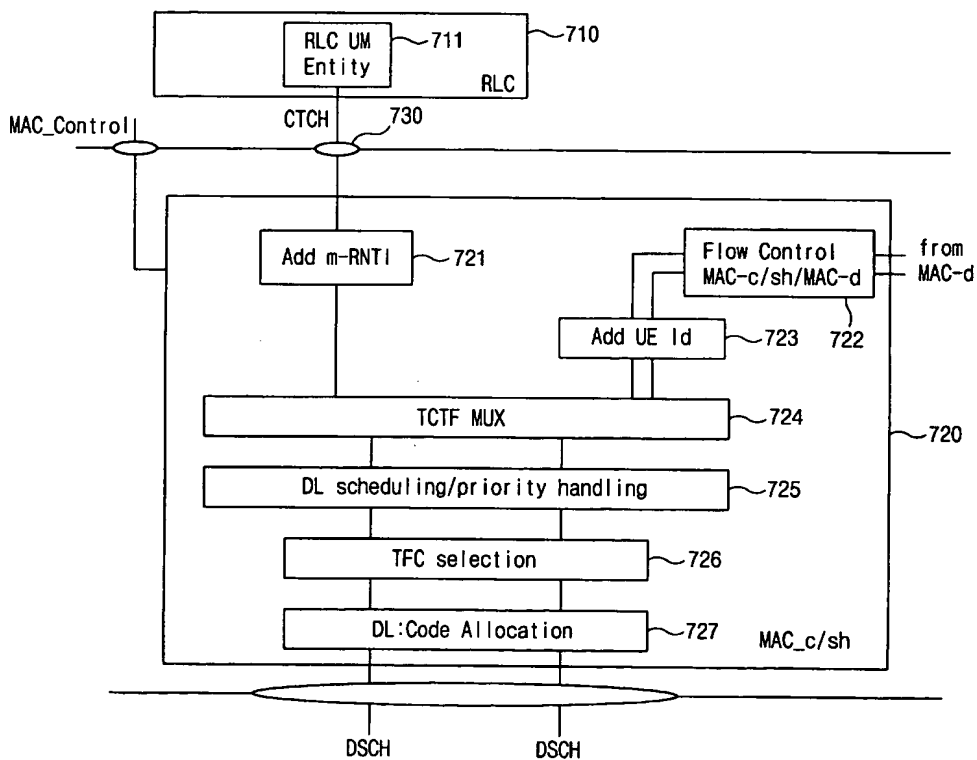 RLC UM
Entity
711
710
RLC
CTCH
MAC_Control
730
Add m-RNTI
721
Flow Control
MAC-c/sh/MAC-d
from
MAC-d
722
Add UE Id
723
TCTF MUX
724
720
DL scheduling/priority handling
725
TFC selection
726
DL:Code Allocation
727
MAC_c/sh
DSCH
DSCH